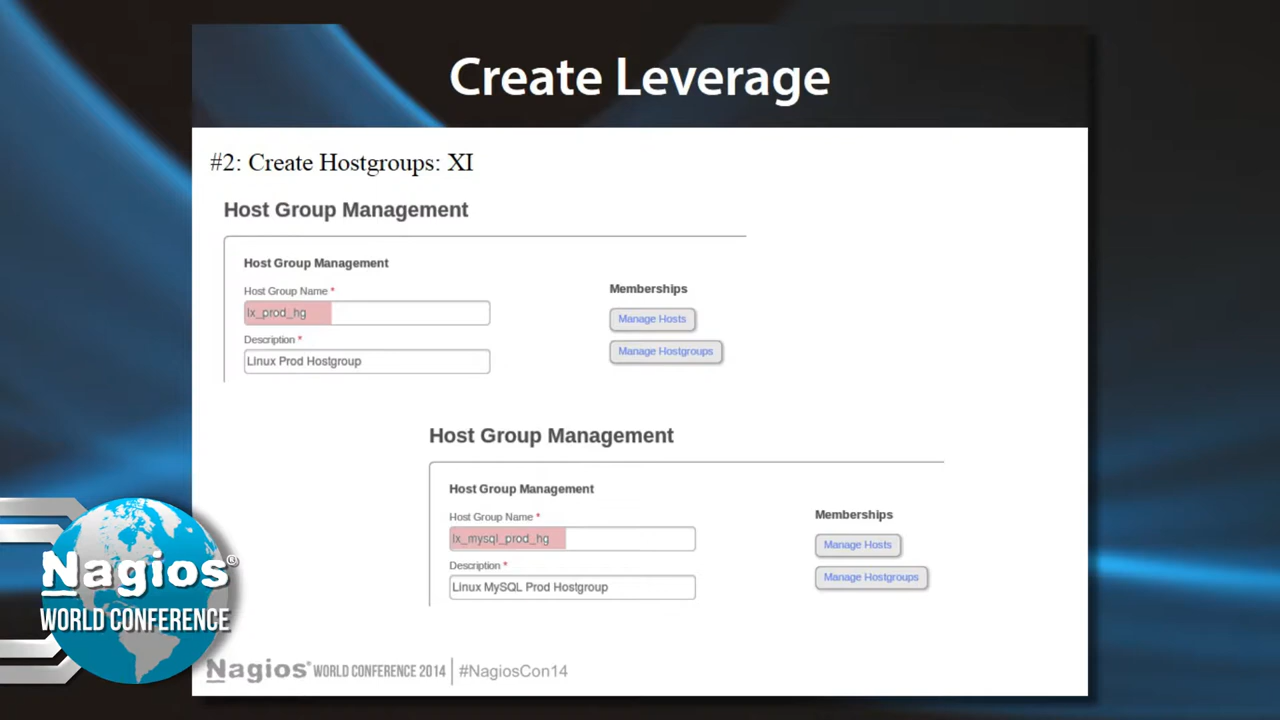 Create Leverage
#2: Create Hostgroups: XI
Host Group Management
Host Group Management
Host Group Name *
lx_prod_hg
Description *
LInux Prod Hostgroup
Memberships
Manage Hosts
Manage Hostgroups
Host Group Management
Host Group Management
Host Group Name *
lx_mysql_prod_hg
Description *
Linux MySQL Prod Hostgroup
Memberships
Manage Hosts
Manage Hostgroups
Nagios®
WORLD CONFERENCE
Nagios® WORLD CONFERENCE 2014 | #NagiosCon14